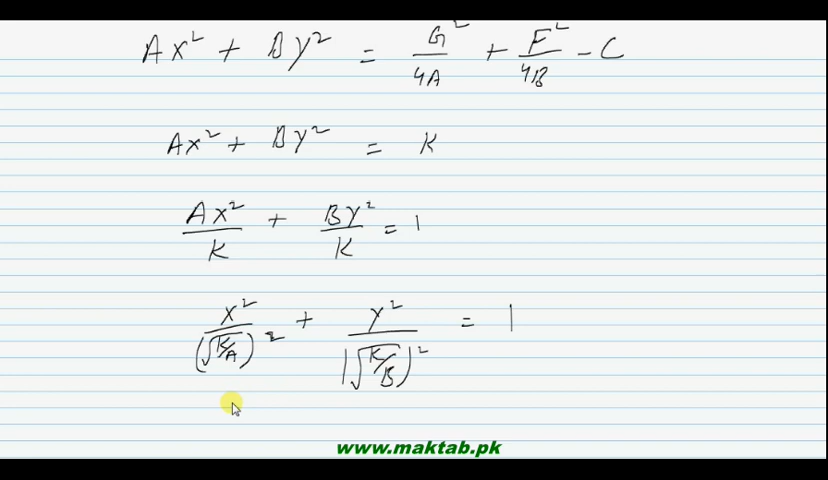 Ax² + By² = G²/4A + F²/4B - C
Ax² + By² = K
Ax²/K + By²/K = 1
x²/(√K/A)² + y²/(√K/B)² = 1
www.maktab.pk